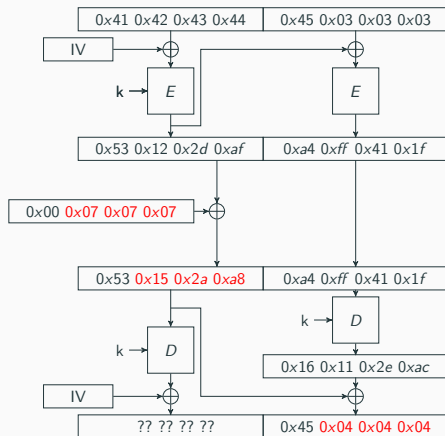 0x41 0x42 0x43 0x44 0x45 0x03 0x03 0x03
IV
k E E
0x53 0x12 0x2d 0xaf 0xa4 0xff 0x41 0x1f
0x00 0x07 0x07 0x07
0x53 0x15 0x2a 0xa8 0xa4 0xff 0x41 0x1f
k D
k D
0x16 0x11 0x2e 0xac
IV
?? ?? ?? ?? 0x45 0x04 0x04 0x04